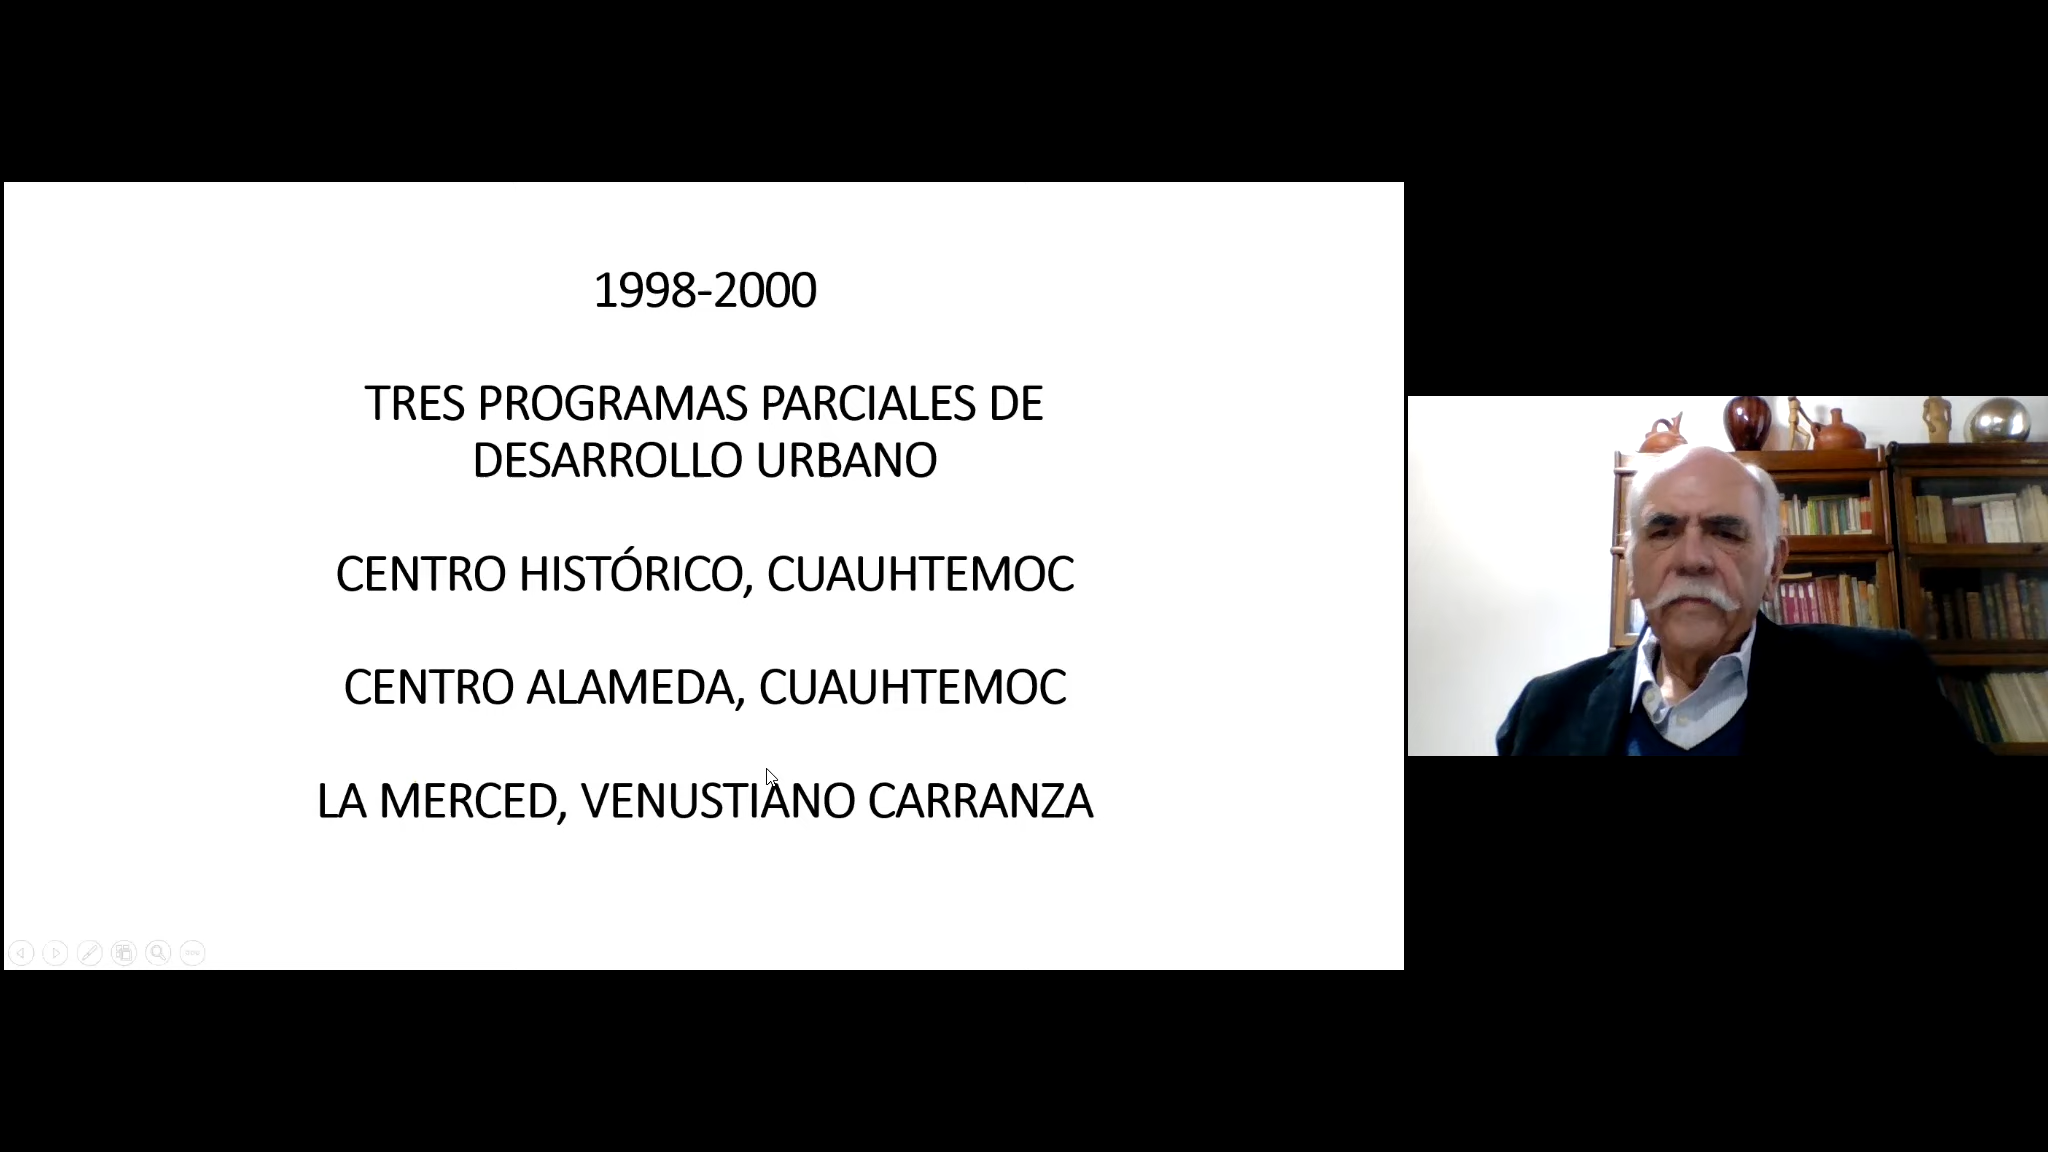 1998-2000
TRES PROGRAMAS PARCIALES DE
DESARROLLO URBANO
CENTRO HISTÓRICO, CUAUHTEMOC
CENTRO ALAMEDA, CUAUHTEMOC
LA MERCED, VENUSTIANO CARRANZA